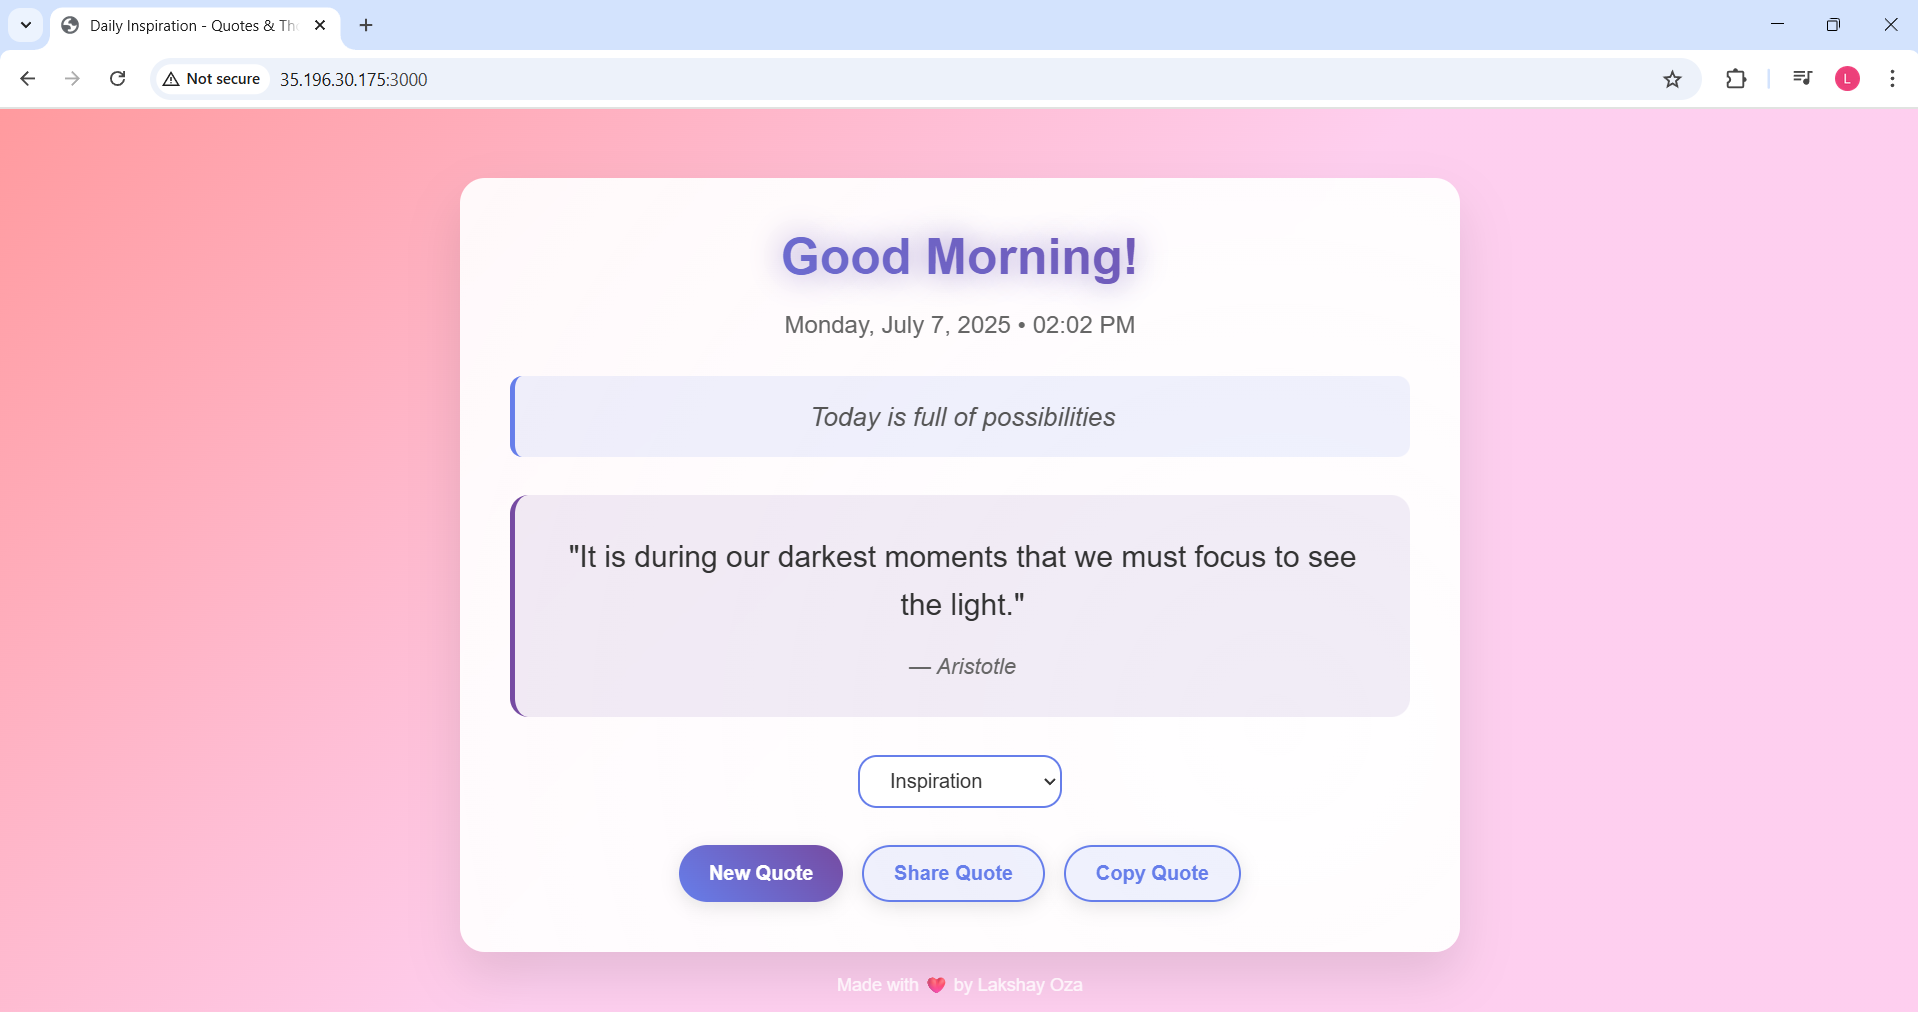 Daily Inspiration - Quotes & Th
Not secure
35.196.30.175:3000
L
Good Morning!
Monday, July 7, 2025 • 02:02 PM
Today is full of possibilities
"It is during our darkest moments that we must focus to see
the light."
— Aristotle
Inspiration
New Quote
Share Quote
Copy Quote
Made with ❤️ by Lakshay Oza